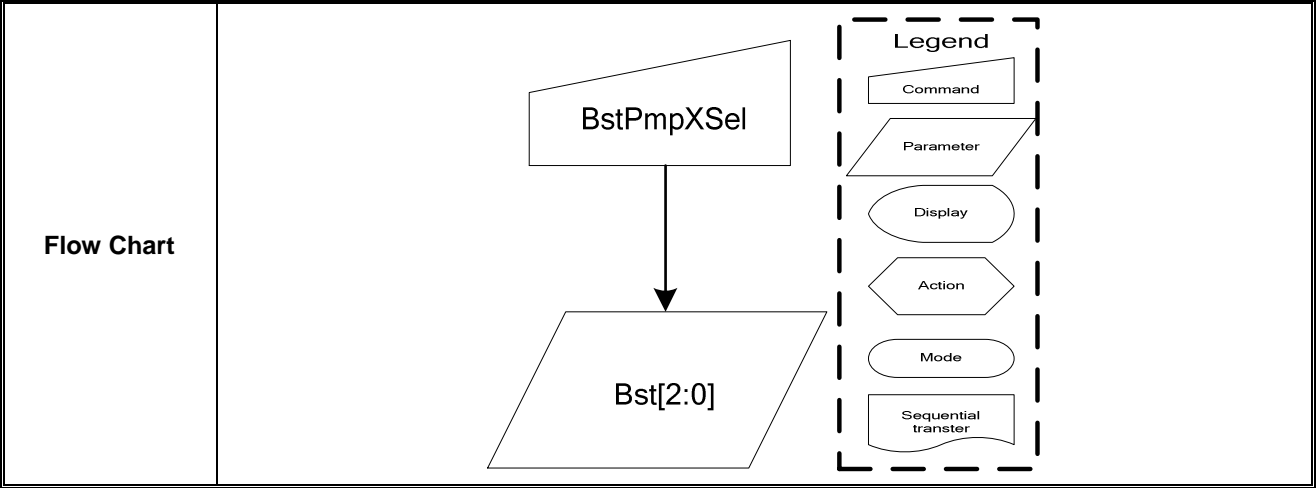 Flow Chart
BstPmpXSel
Bst[2:0]
Legend
Command
Parameter
Display
Action
Mode
Sequential
transter